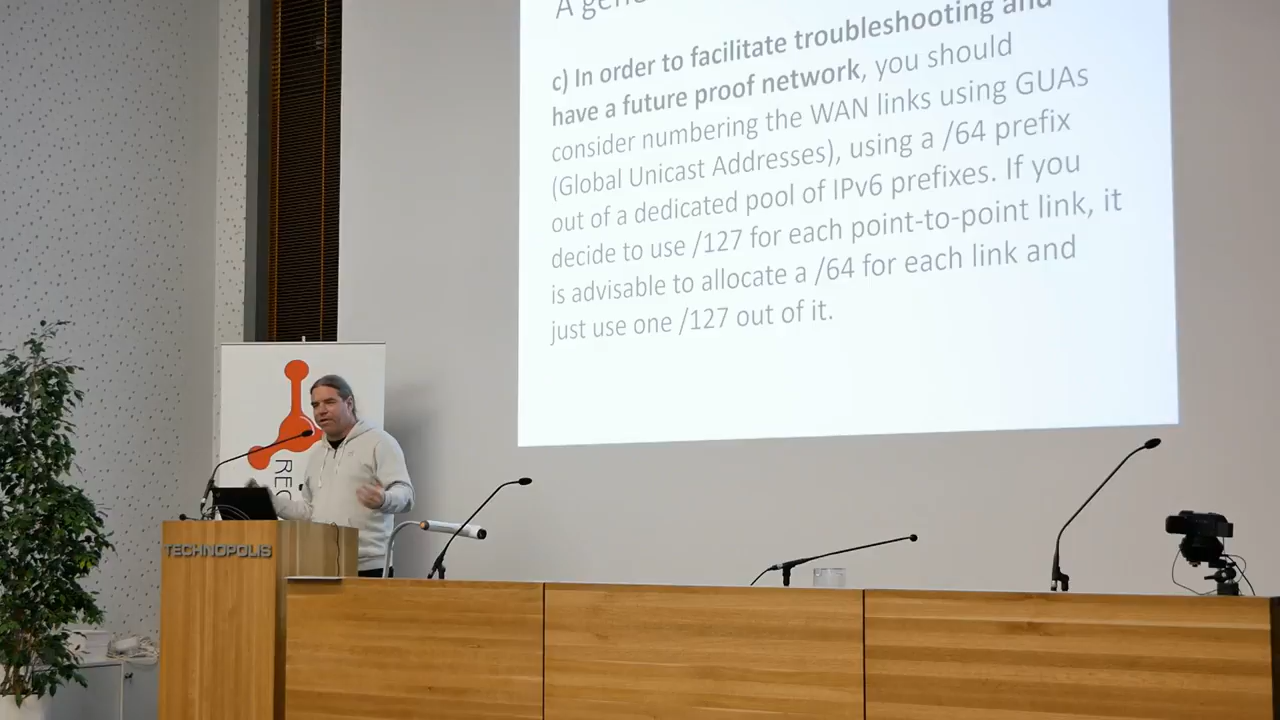 A gene
c) In order to facilitate troubleshooting and
have a future proof network, you should
consider numbering the WAN links using GUAs
(Global Unicast Addresses), using a /64 prefix
out of a dedicated pool of IPv6 prefixes. If you
decide to use /127 for each point-to-point link, it
is advisable to allocate a /64 for each link and
just use one /127 out of it.
REC
TECHNOPOLIS